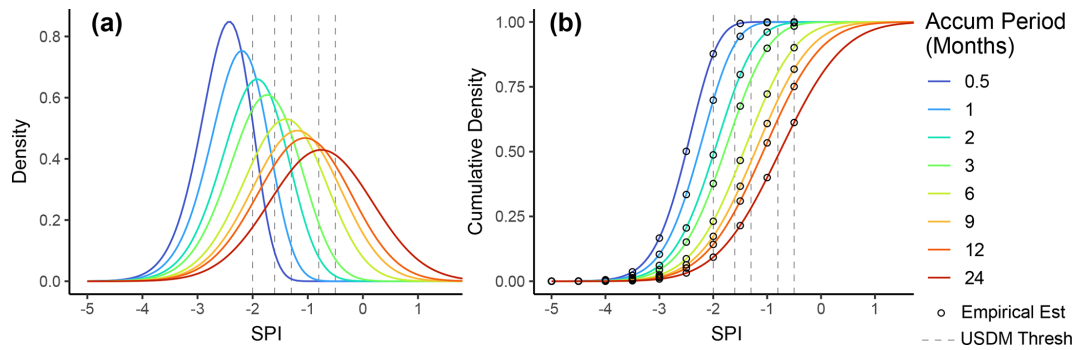 (a)
Density
0.8
0.6
0.4
0.2
0.0
-5 -4 -3 -2 -1 0 1
SPI
(b)
Cumulative Density
1.00
0.75
0.50
0.25
0.00
-5 -4 -3 -2 -1 0 1
SPI
Accum Period
(Months)
0.5
1
2
3
6
9
12
24
Empirical Est
USDM Thresh